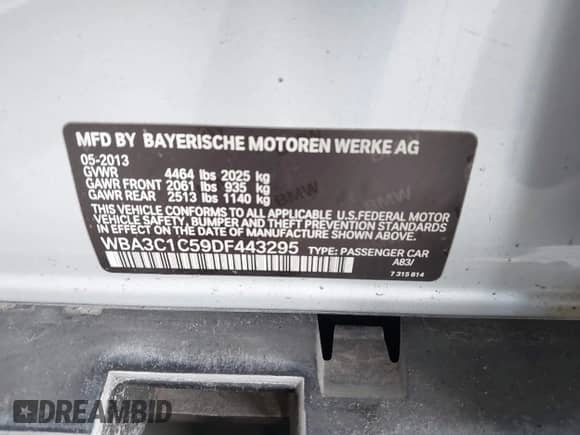 MFD BY BAYERISCHE MOTOREN WERKE AG
05-2013
GVWR 4464 lbs 2025 kg
GAWR FRONT 2061 lbs 935 kg
GAWR REAR 2513 lbs 1140 kg
THIS VEHICLE CONFORMS TO ALL APPLICABLE U.S.FEDERAL MOTOR
VEHICLE SAFETY, BUMPER AND THEFT PREVENTION STANDARDS
IN EFFECT ON THE DATE OF MANUFACTURE SHOWN ABOVE.
WBA3C1C59DF443295 TYPE: PASSENGER CAR
A83/
7 315 814
BMW
BMW
DREAMBID